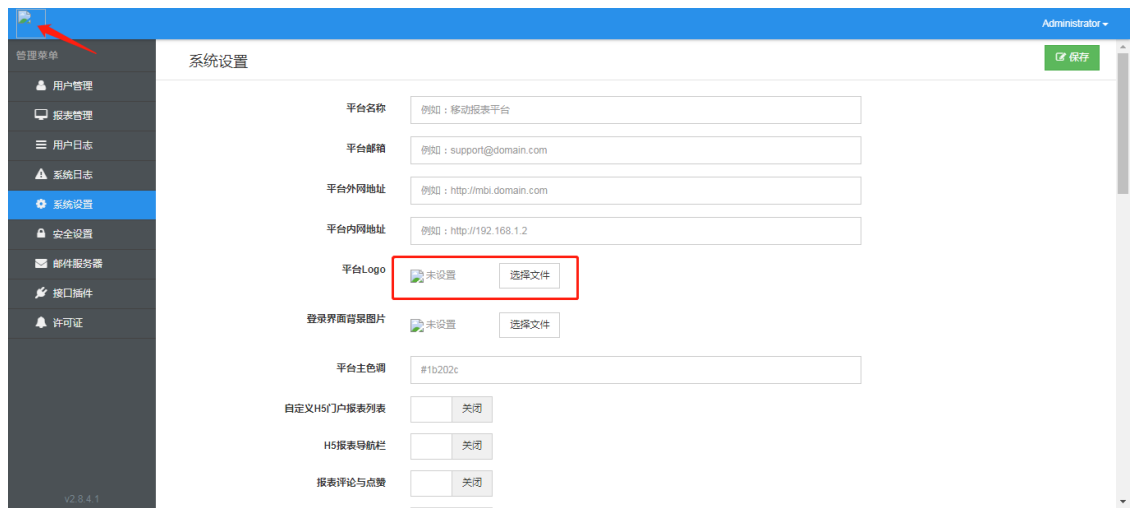 Administrator
管理菜单
用户管理
报表管理
用户日志
系统日志
系统设置
安全设置
邮件服务器
接口插件
许可证
v2.8.4.1
系统设置
保存
平台名称 例如：移动报表平台
平台邮箱 例如：support@domain.com
平台外网地址 例如：http://mbi.domain.com
平台内网地址 例如：http://192.168.1.2
平台Logo 未设置 选择文件
登录界面背景图片 未设置 选择文件
平台主色调 #1b202c
自定义H5门户报表列表 关闭
H5报表导航栏 关闭
报表评论与点赞 关闭